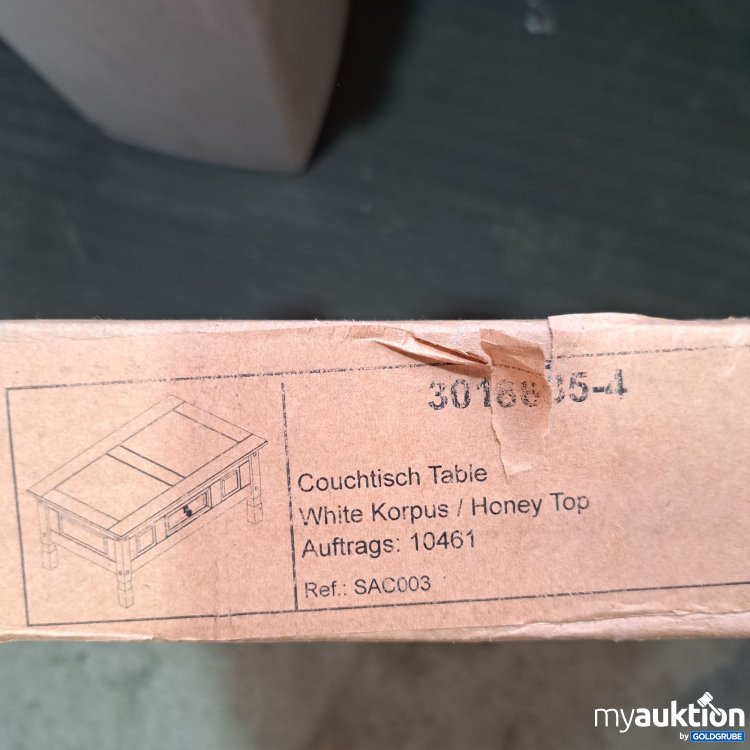 Couchtisch Table
White Korpus / Honey Top
Auftrags: 10461
Ref.: SAC003
myauktion
by GOLDGRUBE